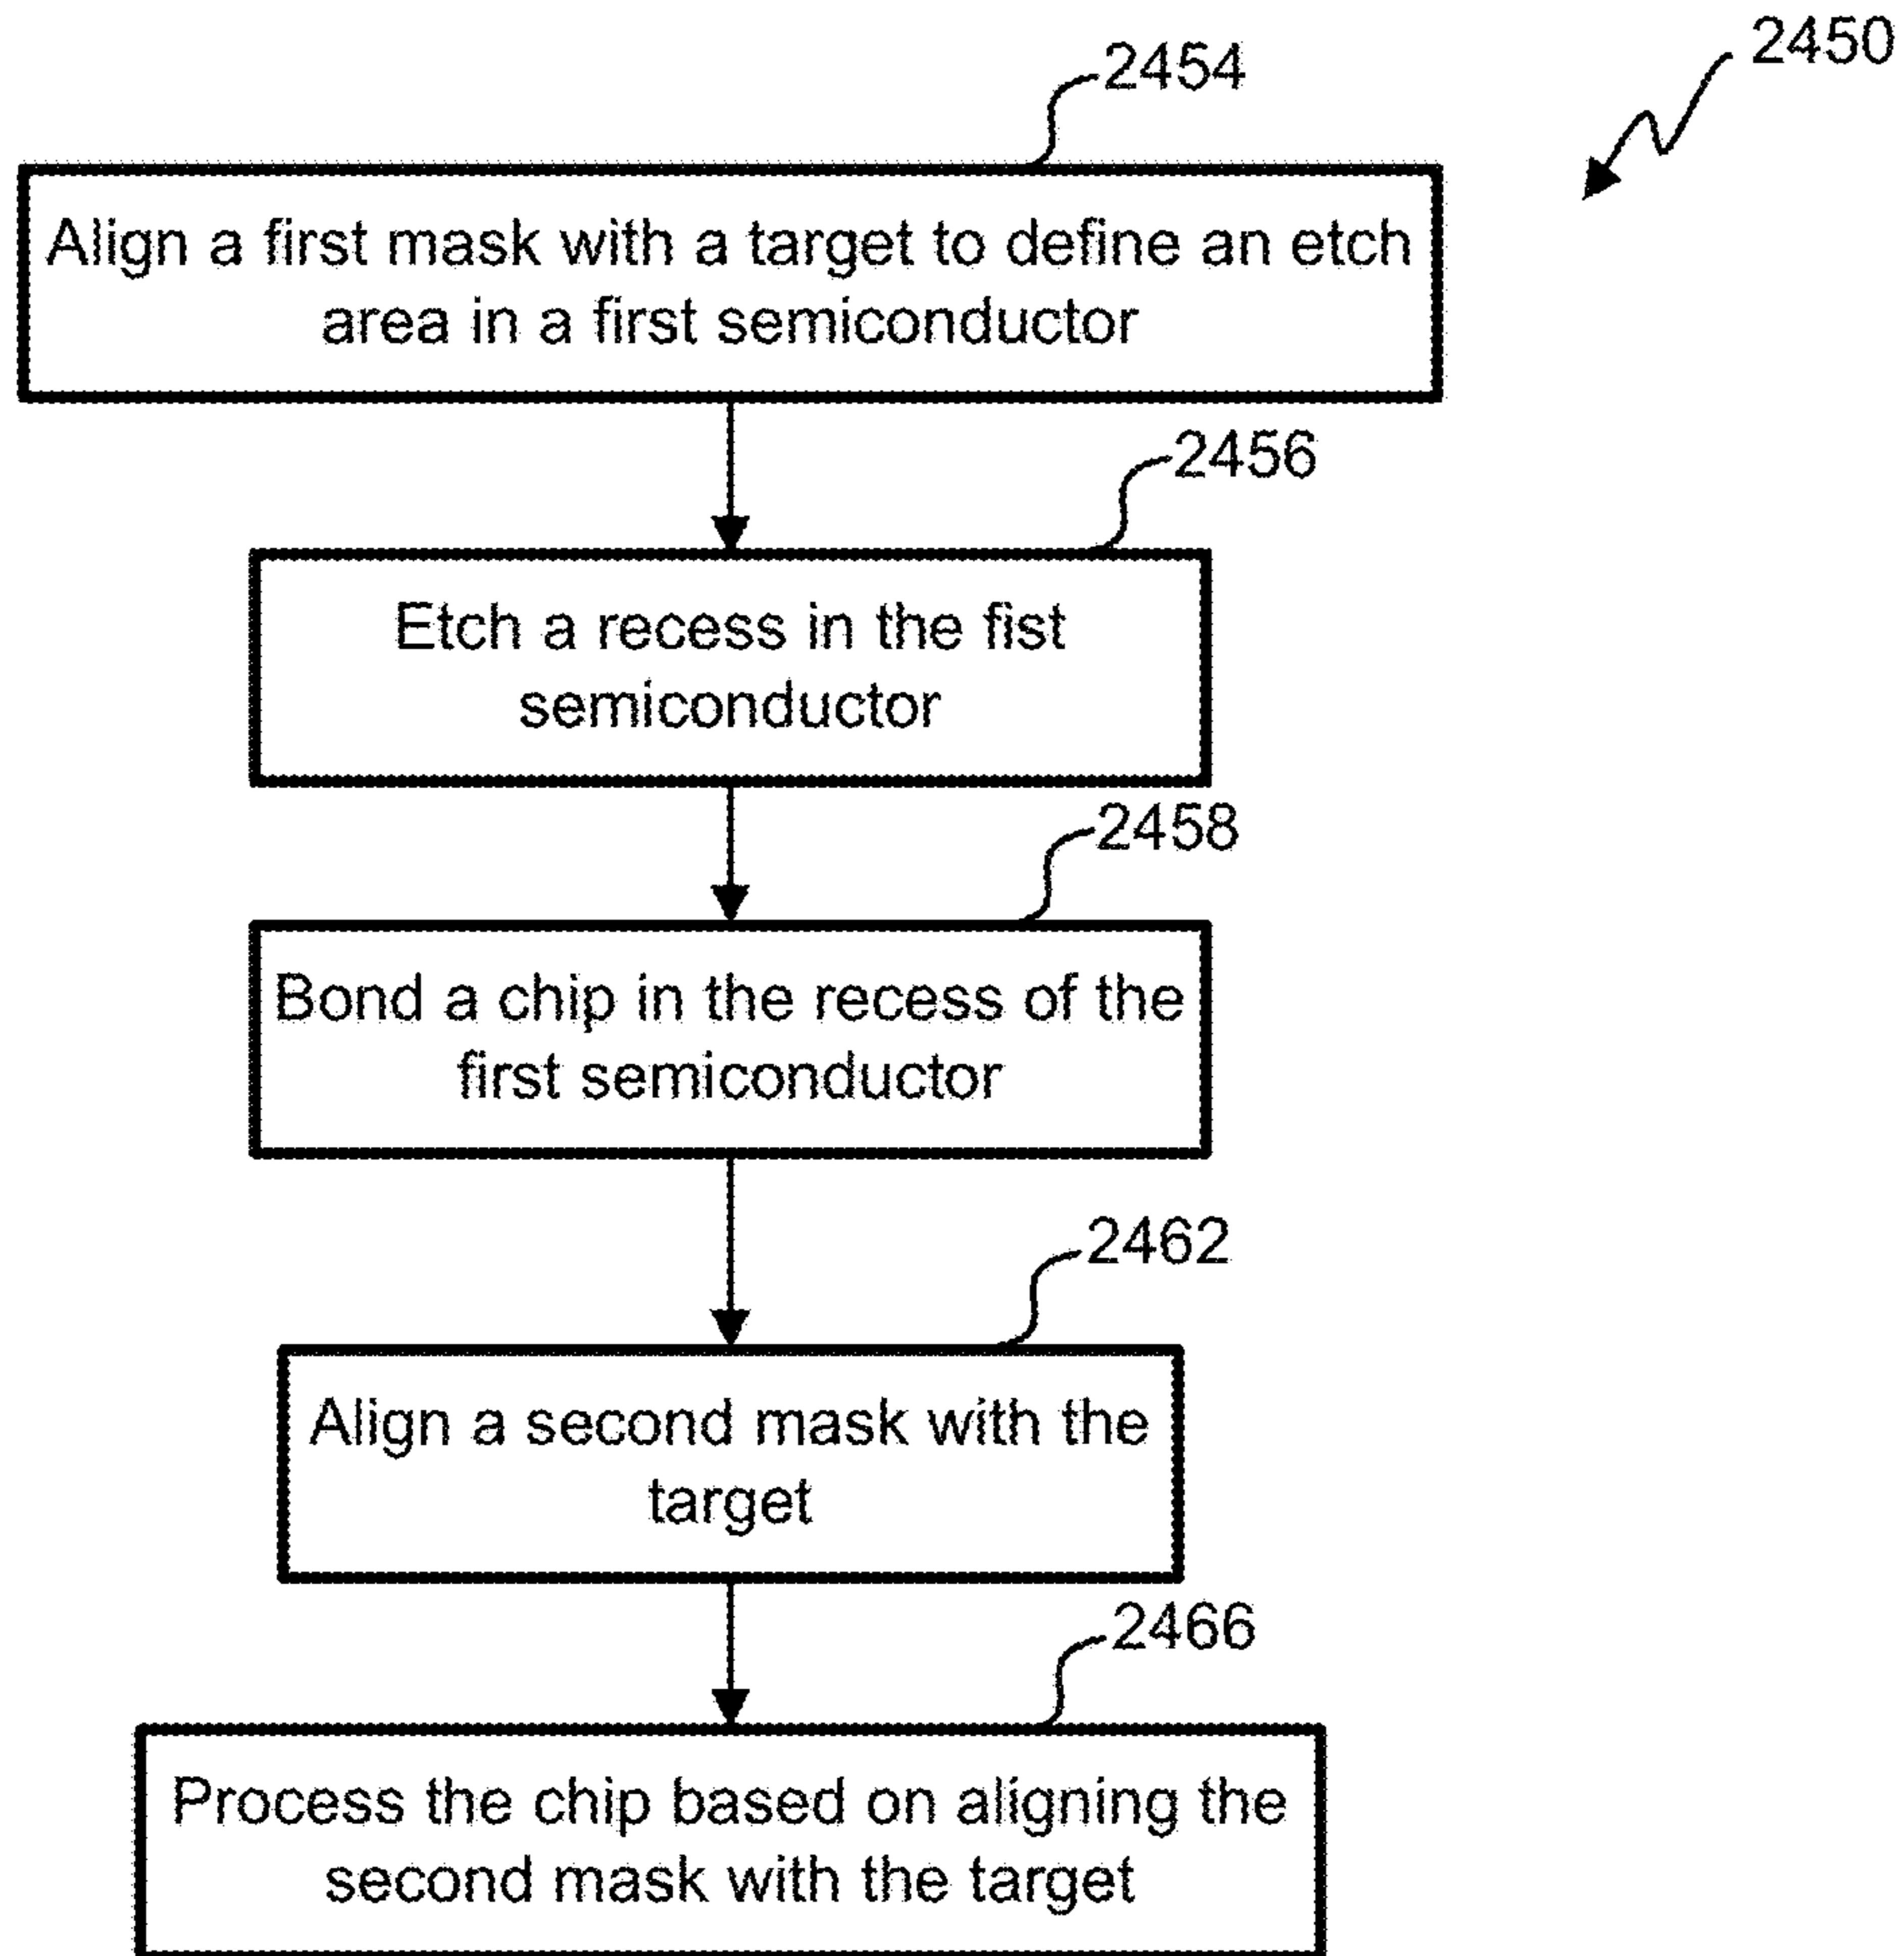 2450
2454
Align a first mask with a target to define an etch
area in a first semiconductor
2456
Etch a recess in the fist
semiconductor
2458
Bond a chip in the recess of the
first semiconductor
2462
Align a second mask with the
target
2466
Process the chip based on aligning the
second mask with the target